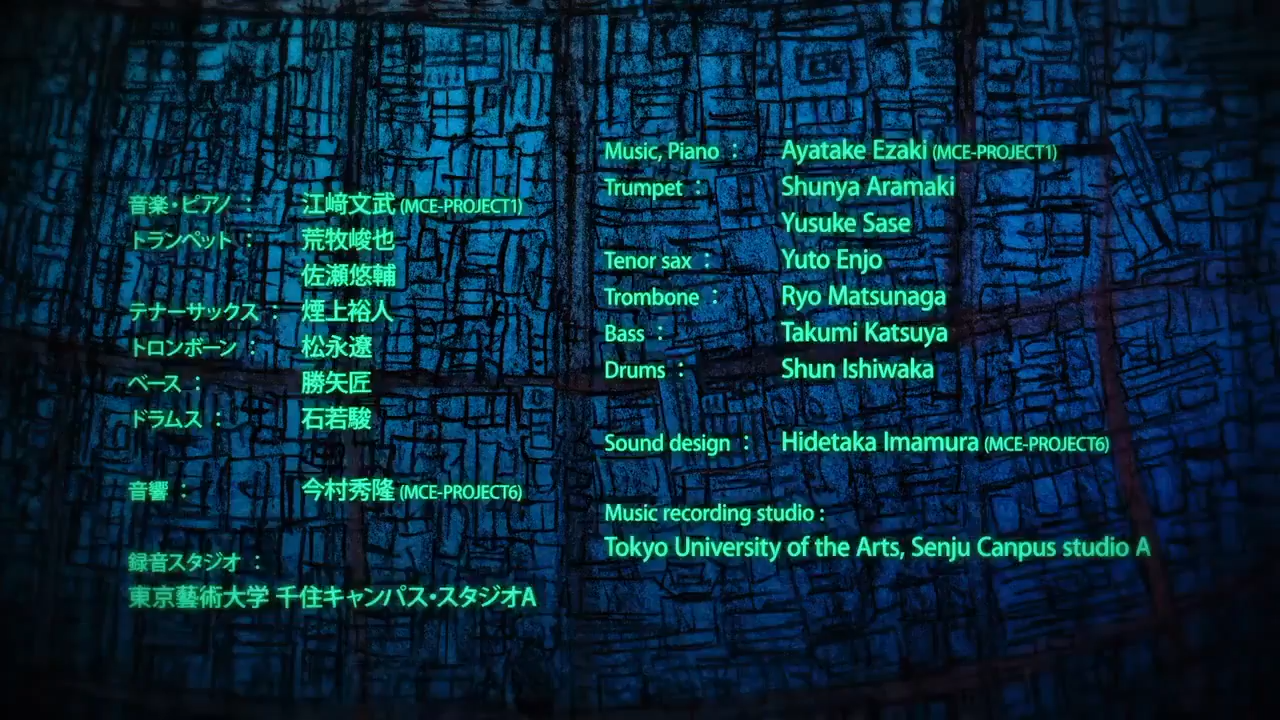 音楽・ピアノ : 江﨑文武 (MCE-PROJECT1)
トランペット : 荒牧峻也
佐瀬悠輔
テナーサックス : 煙上裕人
トロンボーン : 松永遼
ベース : 勝矢匠
ドラムス : 石若駿
音響 : 今村秀隆 (MCE-PROJECT6)
録音スタジオ :
東京藝術大学 千住キャンパス・スタジオA
Music, Piano : Ayatake Ezaki (MCE-PROJECT1)
Trumpet : Shunya Aramaki
Yusuke Sase
Tenor sax : Yuto Enjo
Trombone : Ryo Matsunaga
Bass : Takumi Katsuya
Drums : Shun Ishiwaka
Sound design : Hidetaka Imamura (MCE-PROJECT6)
Music recording studio :
Tokyo University of the Arts, Senju Canpus studio A